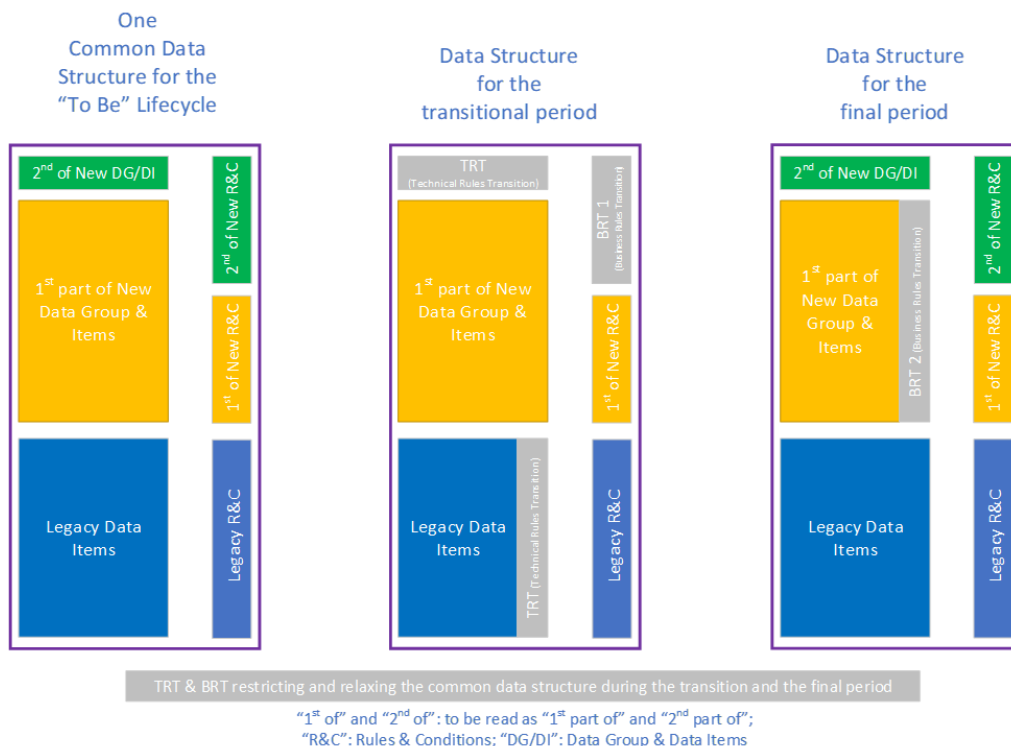 One
Common Data
Structure for the
“To Be” Lifecycle
2nd of New DG/DI
2nd of New R&C
1st part of New
Data Group &
Items
1st of New R&C
Legacy Data
Items
Legacy R&C
Data Structure
for the
transitional period
TRT
(Technical Rules Transition)
BRT 1
(Business Rules Transition)
1st part of New
Data Group &
Items
1st of New R&C
Legacy Data
Items
TRT (Technical Rules Transition)
Legacy R&C
Data Structure
for the
final period
2nd of New DG/DI
2nd of New R&C
1st part of
New Data
Group &
Items
BRT 2 (Business Rules Transition)
1st of New R&C
Legacy Data
Items
Legacy R&C
TRT & BRT restricting and relaxing the common data structure during the transition and the final period
“1st of” and “2nd of”: to be read as “1st part of” and “2nd part of”;
“R&C”: Rules & Conditions; “DG/DI”: Data Group & Data Items